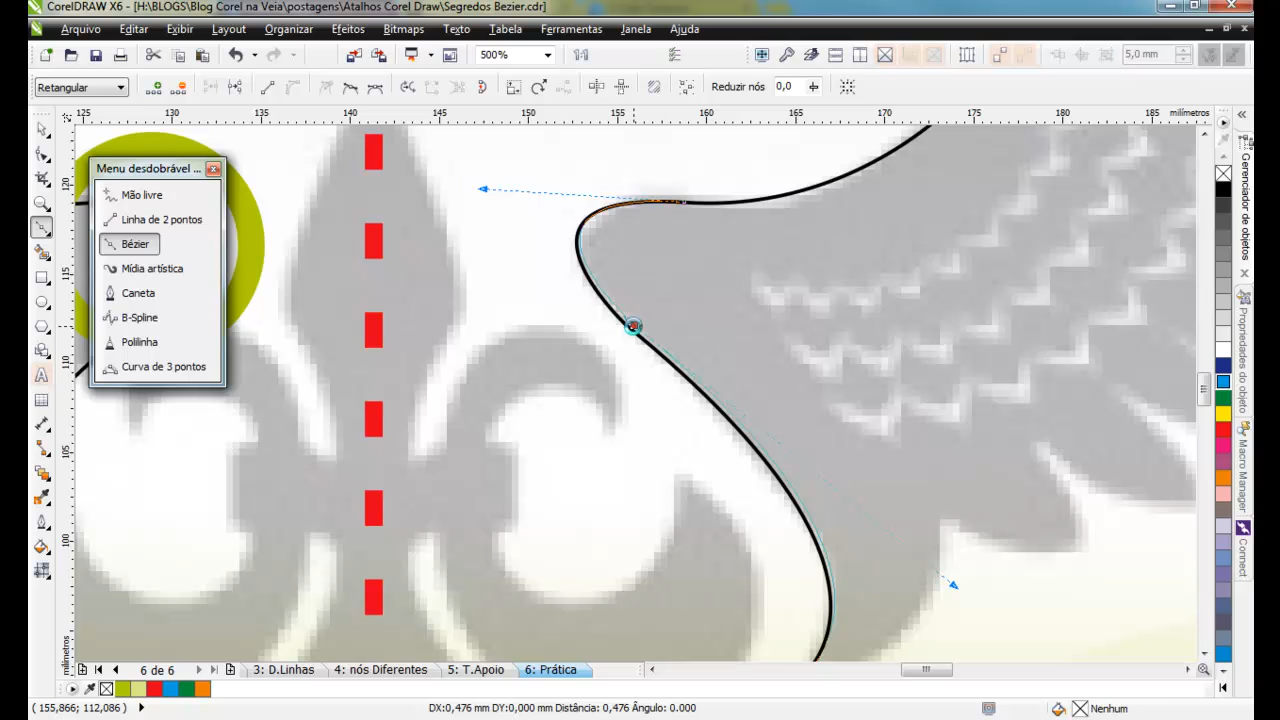 CorelDRAW X6 - [H:\BLOGS\Blog Corel na Veia\postagens\Atalhos Corel Draw\Segredos Bezier.cdr]
Arquivo Editar Exibir Layout Organizar Efeitos Bitmaps Texto Tabela Ferramentas Janela Ajuda
500% 5,0 mm
Retangular Reduzir nós 0,0
125 130 135 140 145 150 155 160 165 170 175 180 185 milímetros
120
115
110
105
100
milímetros
Menu desdobrável ...
Mão livre
Linha de 2 pontos
Bézier
Mídia artística
Caneta
B-Spline
Polilinha
Curva de 3 pontos
Gerenciador de objetos
Propriedades do objeto
Macro Manager
Connect
6 de 6 3: D.Linhas 4: nós Diferentes 5: T.Apoio 6: Prática
( 155,866; 112,086 ) DX:0,476 mm DY:0,000 mm Distância: 0,476 Ângulo: 0.000 Nenhum